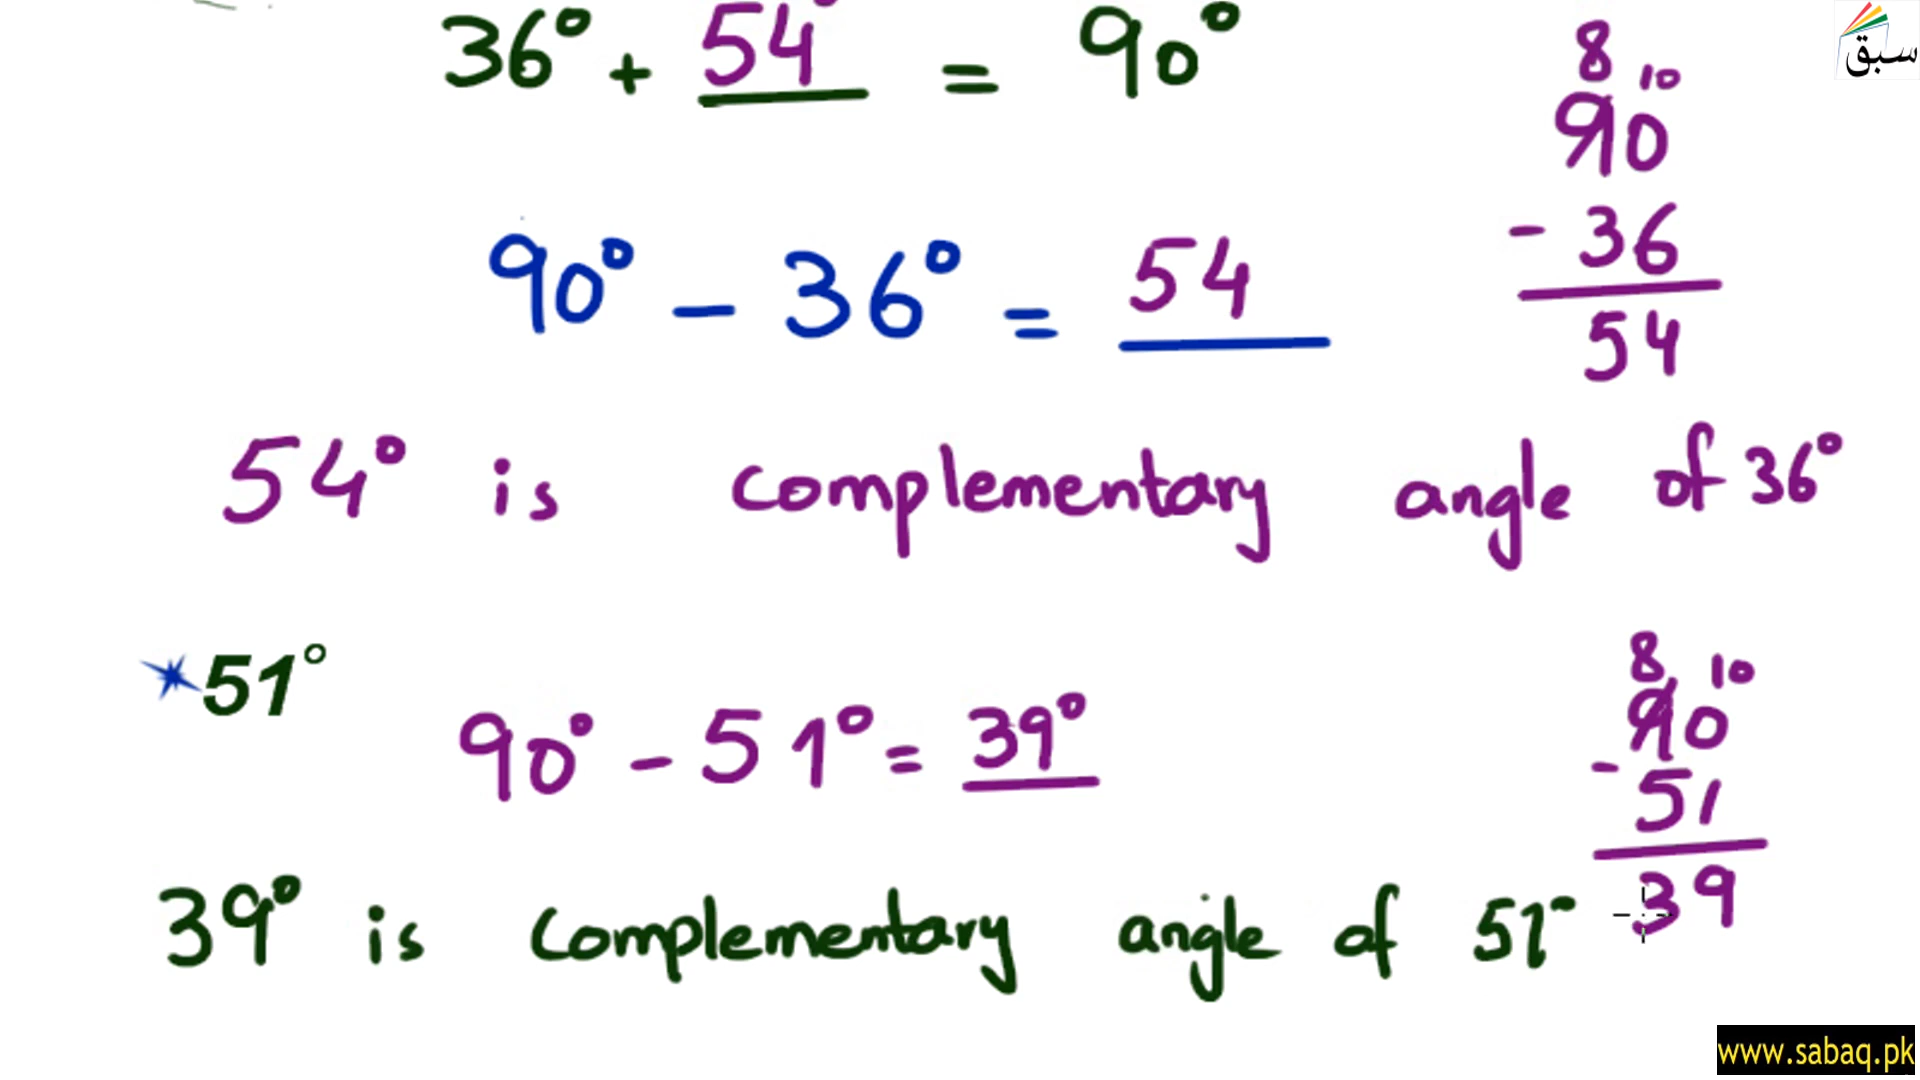 36° + 54° = 90°
8 10
90
- 36
54
سبق
90° - 36° = 54
54° is complementary angle of 36°
51°
90° - 51° = 39°
8 10
90
- 51
39
39° is complementary angle of 51°
www.sabaq.pk